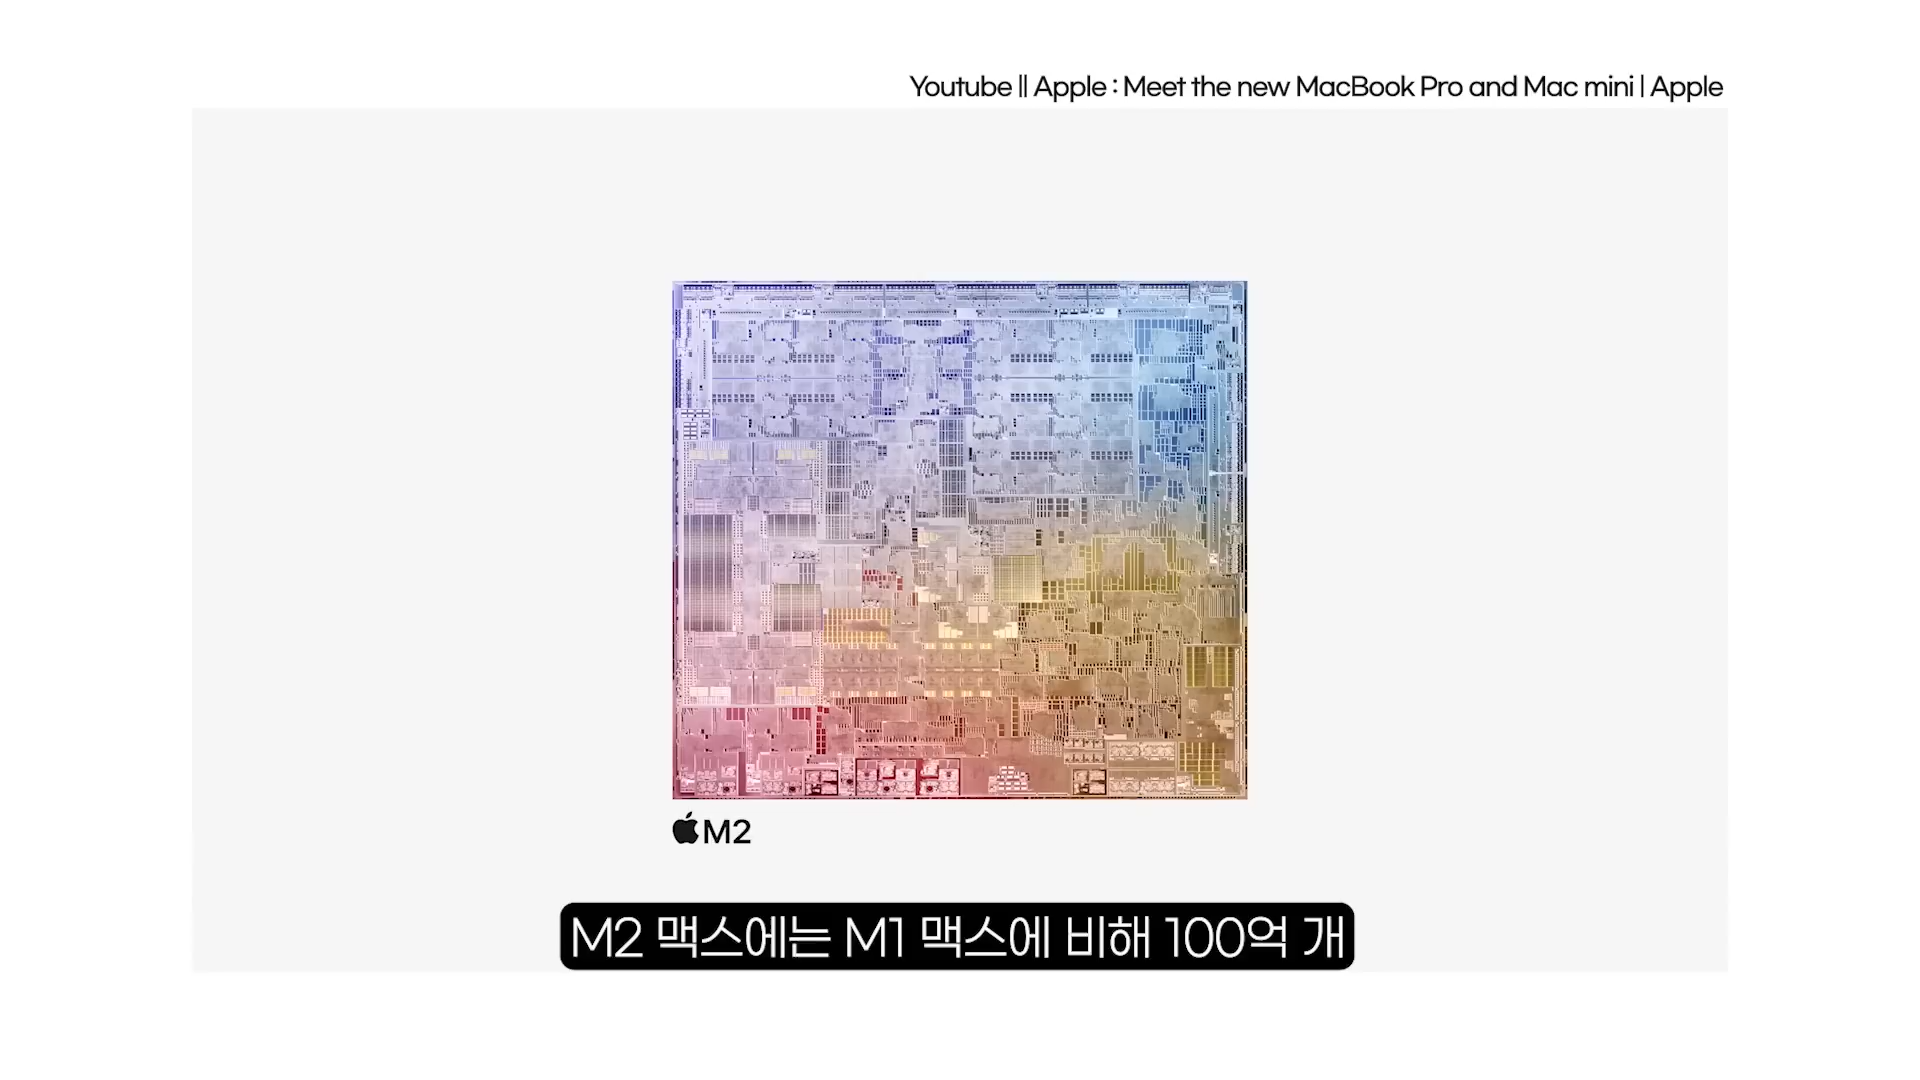 Youtube || Apple : Meet the new MacBook Pro and Mac mini | Apple
M2
M2 맥스에는 M1 맥스에 비해 100억 개